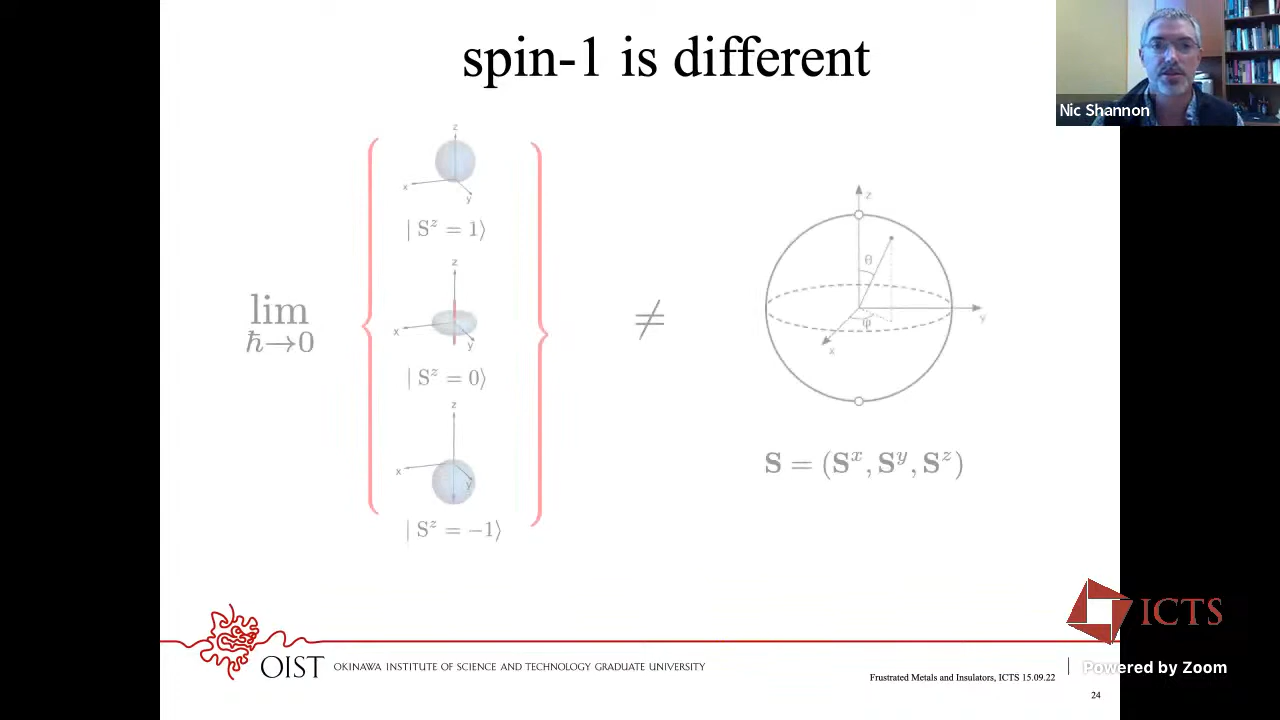 spin-1 is different
Nic Shannon
z
x
y
| S^z = 1⟩
z
x
y
| S^z = 0⟩
z
x
y
| S^z = −1⟩
lim
ħ→0
≠
z
θ
φ
y
x
S = (S^x, S^y, S^z)
ICTS
OIST OKINAWA INSTITUTE OF SCIENCE AND TECHNOLOGY GRADUATE UNIVERSITY
Powered by Zoom
Frustrated Metals and Insulators, ICTS 15.09.22
24